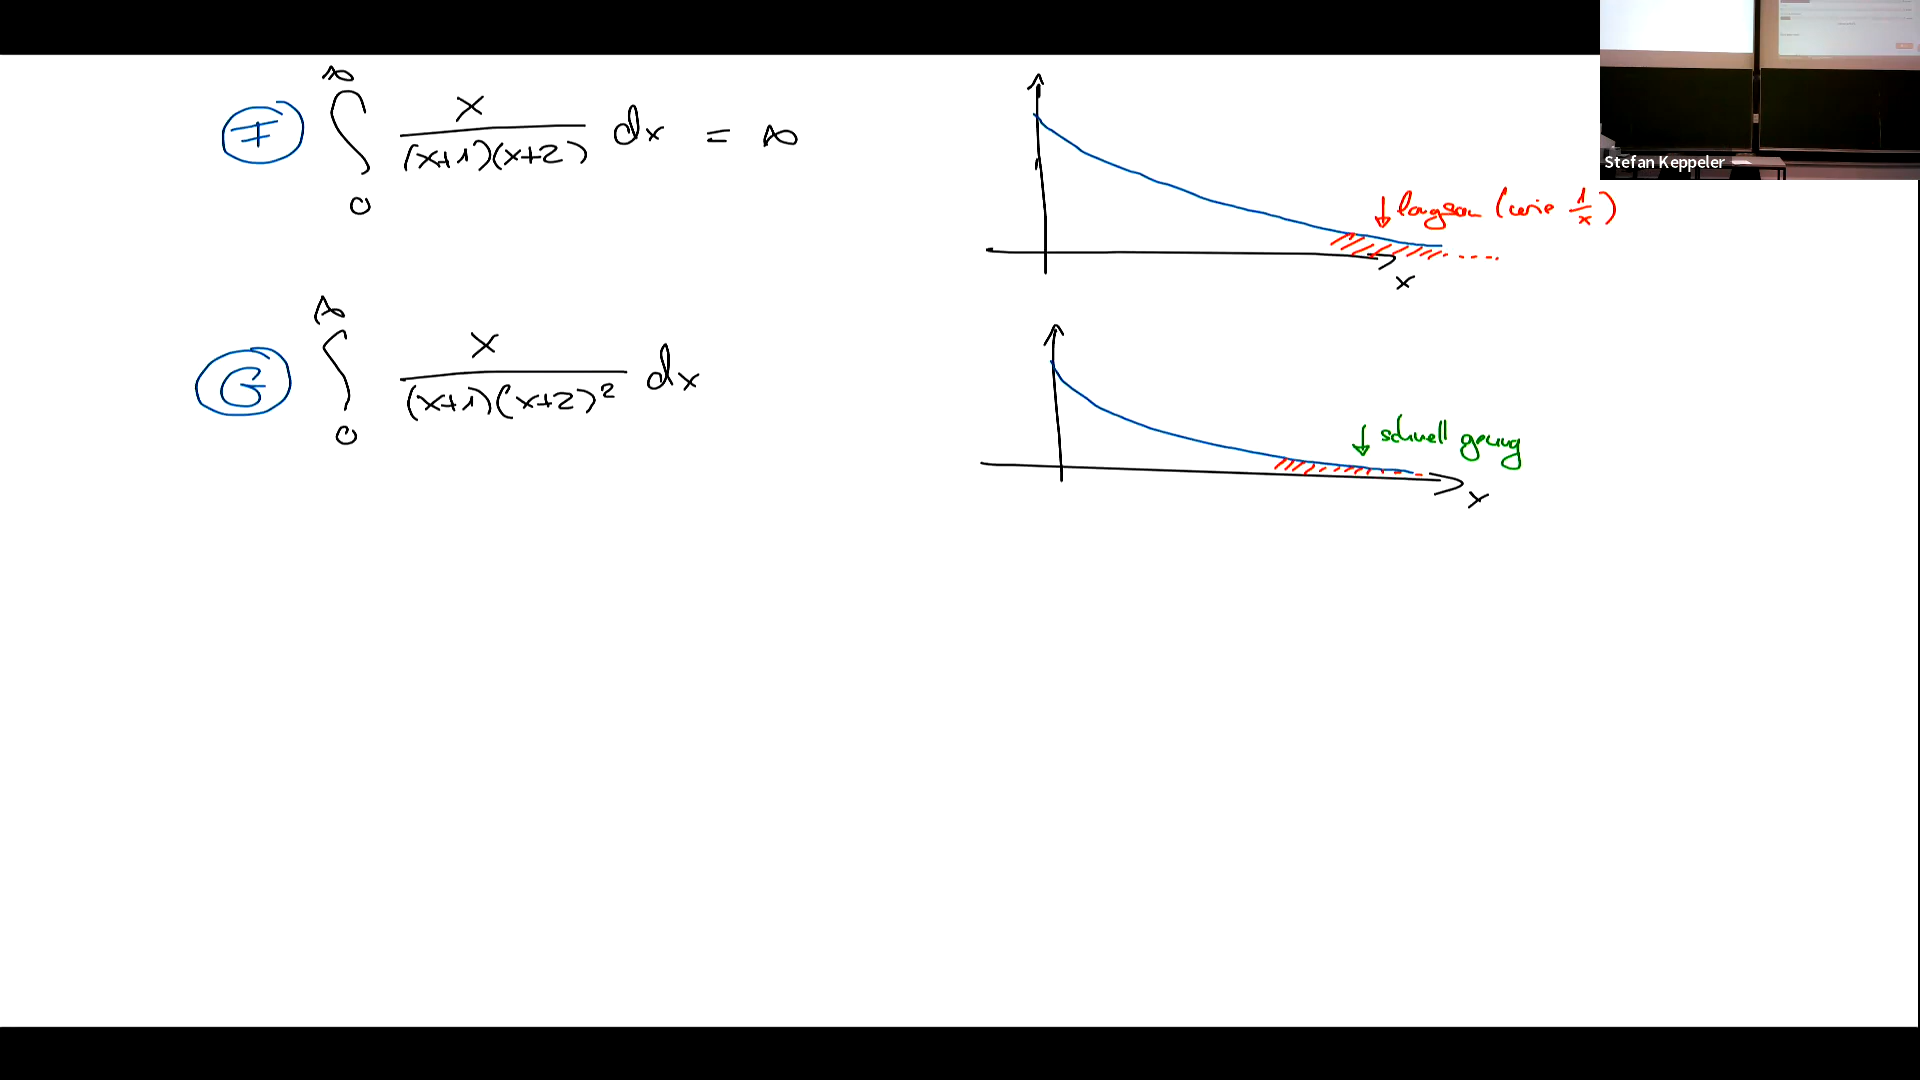 F ∫₀^∞ x/((x+1)(x+2)) dx = ∞
↓ langsam (wie 1/x)
x
Stefan Keppeler
G ∫₀^∞ x/((x+1)(x+2)²) dx
↓ schnell genug
x